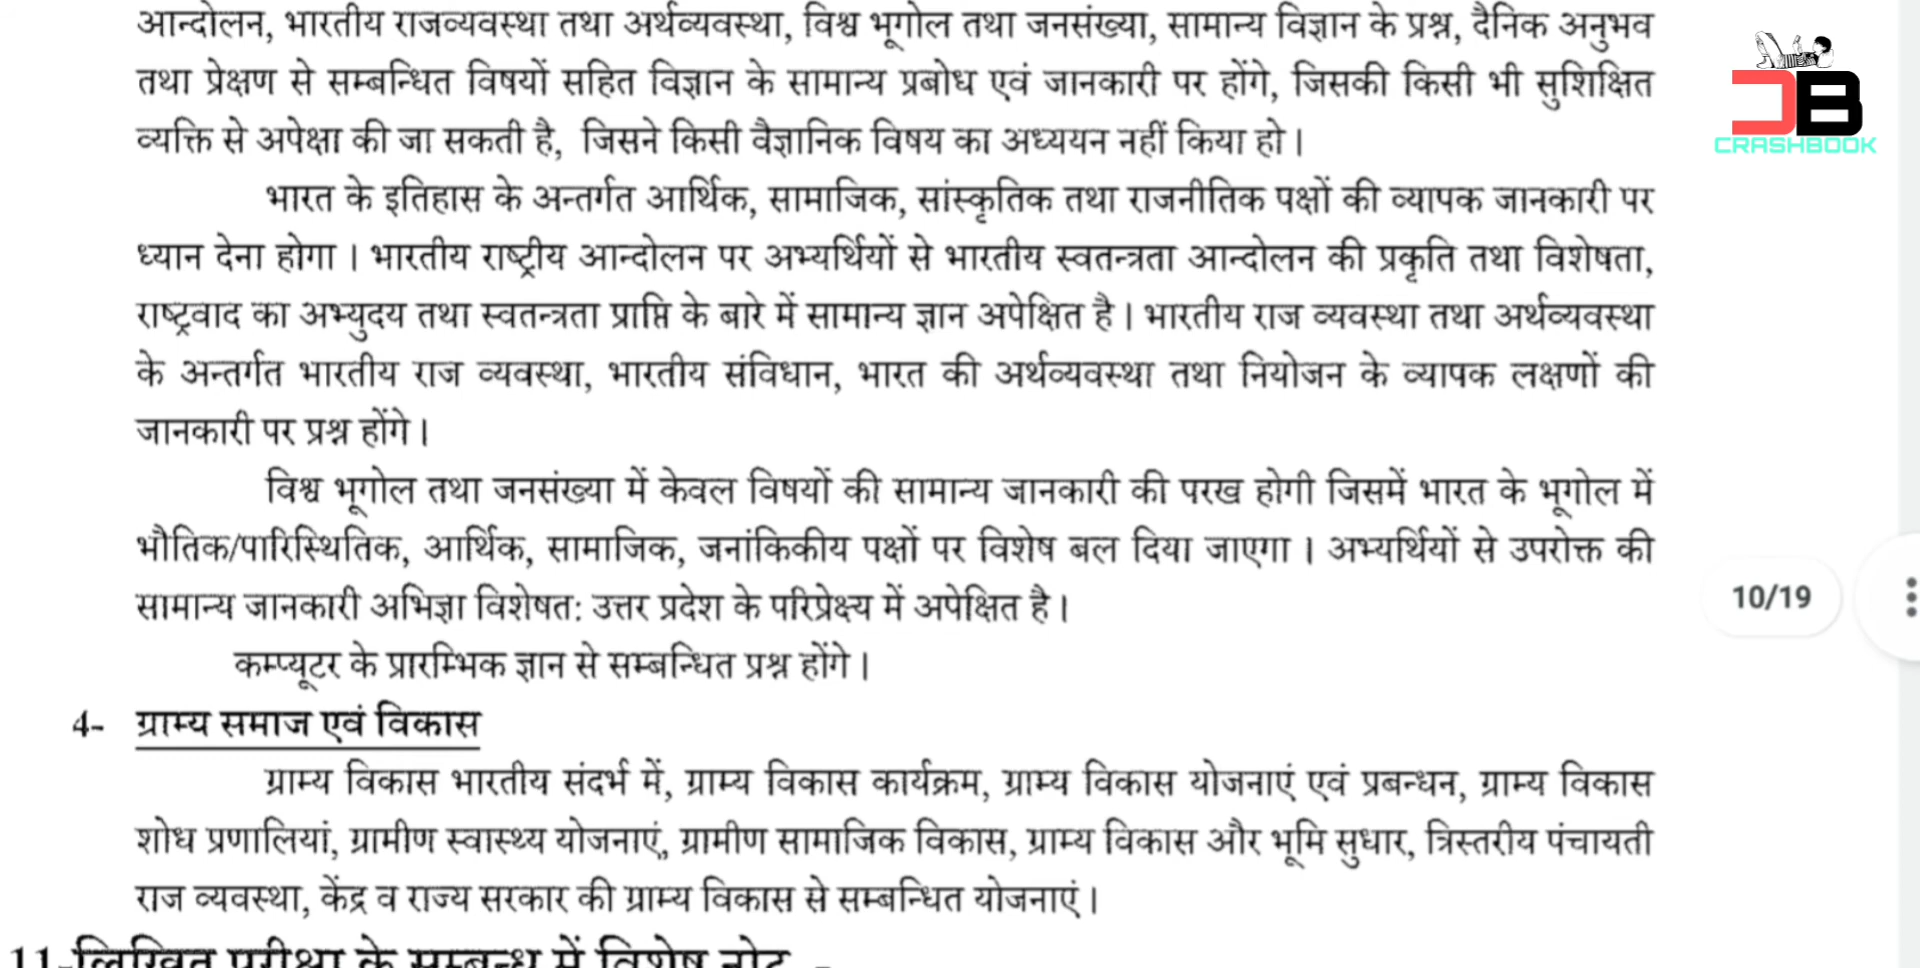 आन्दोलन, भारतीय राजव्यवस्था तथा अर्थव्यवस्था, विश्व भूगोल तथा जनसंख्या, सामान्य विज्ञान के प्रश्न, दैनिक अनुभव
तथा प्रेक्षण से सम्बन्धित विषयों सहित विज्ञान के सामान्य प्रबोध एवं जानकारी पर होंगे, जिसकी किसी भी सुशिक्षित
व्यक्ति से अपेक्षा की जा सकती है, जिसने किसी वैज्ञानिक विषय का अध्ययन नहीं किया हो।
CRASHBOOK
भारत के इतिहास के अन्तर्गत आर्थिक, सामाजिक, सांस्कृतिक तथा राजनीतिक पक्षों की व्यापक जानकारी पर
ध्यान देना होगा। भारतीय राष्ट्रीय आन्दोलन पर अभ्यर्थियों से भारतीय स्वतन्त्रता आन्दोलन की प्रकृति तथा विशेषता,
राष्ट्रवाद का अभ्युदय तथा स्वतन्त्रता प्राप्ति के बारे में सामान्य ज्ञान अपेक्षित है। भारतीय राज व्यवस्था तथा अर्थव्यवस्था
के अन्तर्गत भारतीय राज व्यवस्था, भारतीय संविधान, भारत की अर्थव्यवस्था तथा नियोजन के व्यापक लक्षणों की
जानकारी पर प्रश्न होंगे।
विश्व भूगोल तथा जनसंख्या में केवल विषयों की सामान्य जानकारी की परख होगी जिसमें भारत के भूगोल में
भौतिक/पारिस्थितिक, आर्थिक, सामाजिक, जनांकिकीय पक्षों पर विशेष बल दिया जाएगा। अभ्यर्थियों से उपरोक्त की
सामान्य जानकारी अभिज्ञा विशेषत: उत्तर प्रदेश के परिप्रेक्ष्य में अपेक्षित है।
10/19
कम्प्यूटर के प्रारम्भिक ज्ञान से सम्बन्धित प्रश्न होंगे।
4- ग्राम्य समाज एवं विकास
ग्राम्य विकास भारतीय संदर्भ में, ग्राम्य विकास कार्यक्रम, ग्राम्य विकास योजनाएं एवं प्रबन्धन, ग्राम्य विकास
शोध प्रणालियां, ग्रामीण स्वास्थ्य योजनाएं, ग्रामीण सामाजिक विकास, ग्राम्य विकास और भूमि सुधार, त्रिस्तरीय पंचायती
राज व्यवस्था, केंद्र व राज्य सरकार की ग्राम्य विकास से सम्बन्धित योजनाएं।
11-लिखित परीक्षा के सम्बन्ध में विशेष नोट -